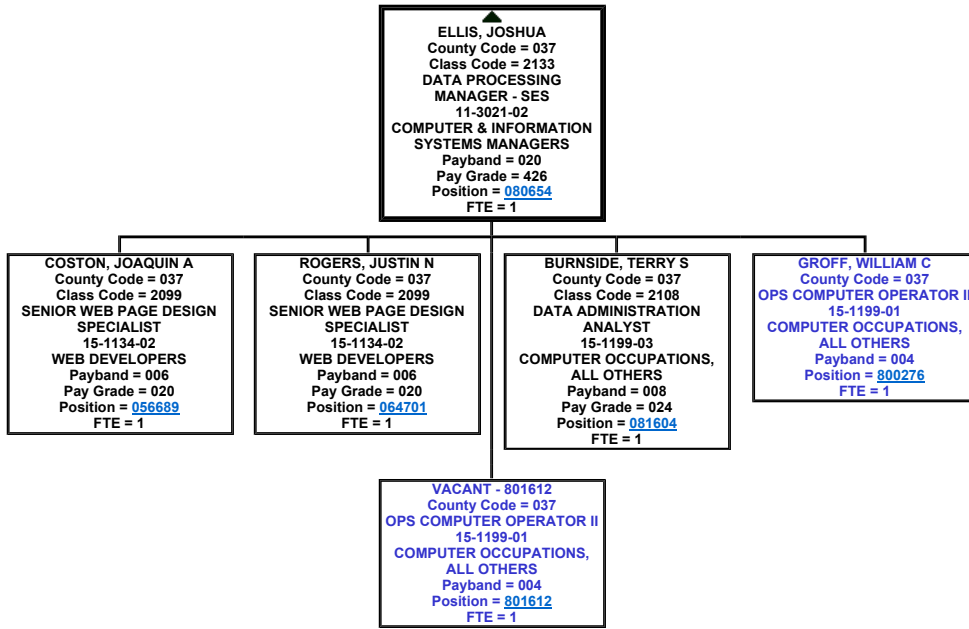 ELLIS, JOSHUA
County Code = 037
Class Code = 2133
DATA PROCESSING
MANAGER - SES
11-3021-02
COMPUTER & INFORMATION
SYSTEMS MANAGERS
Payband = 020
Pay Grade = 426
Position = 080654
FTE = 1
COSTON, JOAQUIN A
County Code = 037
Class Code = 2099
SENIOR WEB PAGE DESIGN
SPECIALIST
15-1134-02
WEB DEVELOPERS
Payband = 006
Pay Grade = 020
Position = 056689
FTE = 1
ROGERS, JUSTIN N
County Code = 037
Class Code = 2099
SENIOR WEB PAGE DESIGN
SPECIALIST
15-1134-02
WEB DEVELOPERS
Payband = 006
Pay Grade = 020
Position = 064701
FTE = 1
BURNSIDE, TERRY S
County Code = 037
Class Code = 2108
DATA ADMINISTRATION
ANALYST
15-1199-03
COMPUTER OCCUPATIONS,
ALL OTHERS
Payband = 008
Pay Grade = 024
Position = 081604
FTE = 1
GROFF, WILLIAM C
County Code = 037
OPS COMPUTER OPERATOR II
15-1199-01
COMPUTER OCCUPATIONS,
ALL OTHERS
Payband = 004
Position = 800276
FTE = 1
VACANT - 801612
County Code = 037
OPS COMPUTER OPERATOR II
15-1199-01
COMPUTER OCCUPATIONS,
ALL OTHERS
Payband = 004
Position = 801612
FTE = 1